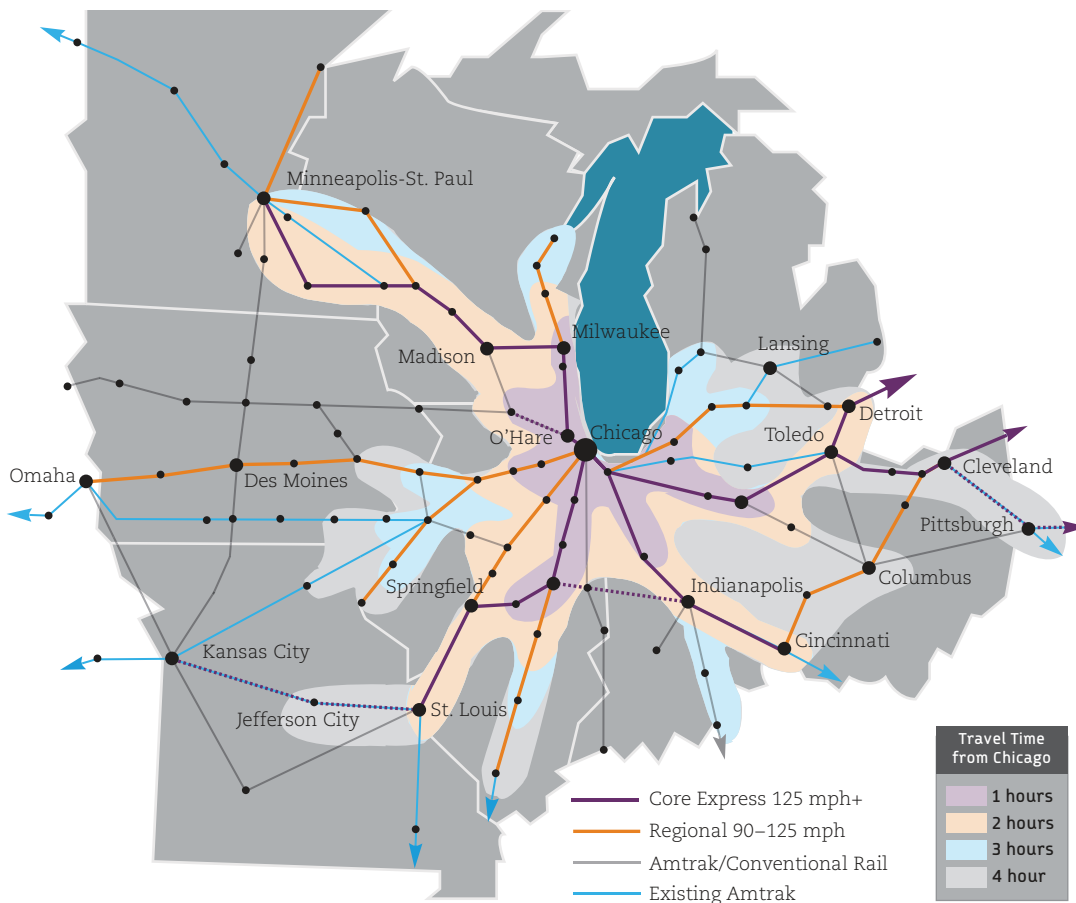 Minneapolis-St. Paul
Milwaukee
Madison
Lansing
O'Hare
Chicago
Detroit
Toledo
Omaha
Des Moines
Cleveland
Pittsburgh
Springfield
Indianapolis
Columbus
Cincinnati
Kansas City
Jefferson City
St. Louis
Travel Time
from Chicago
1 hours
2 hours
3 hours
4 hour
Core Express 125 mph+
Regional 90–125 mph
Amtrak/Conventional Rail
Existing Amtrak